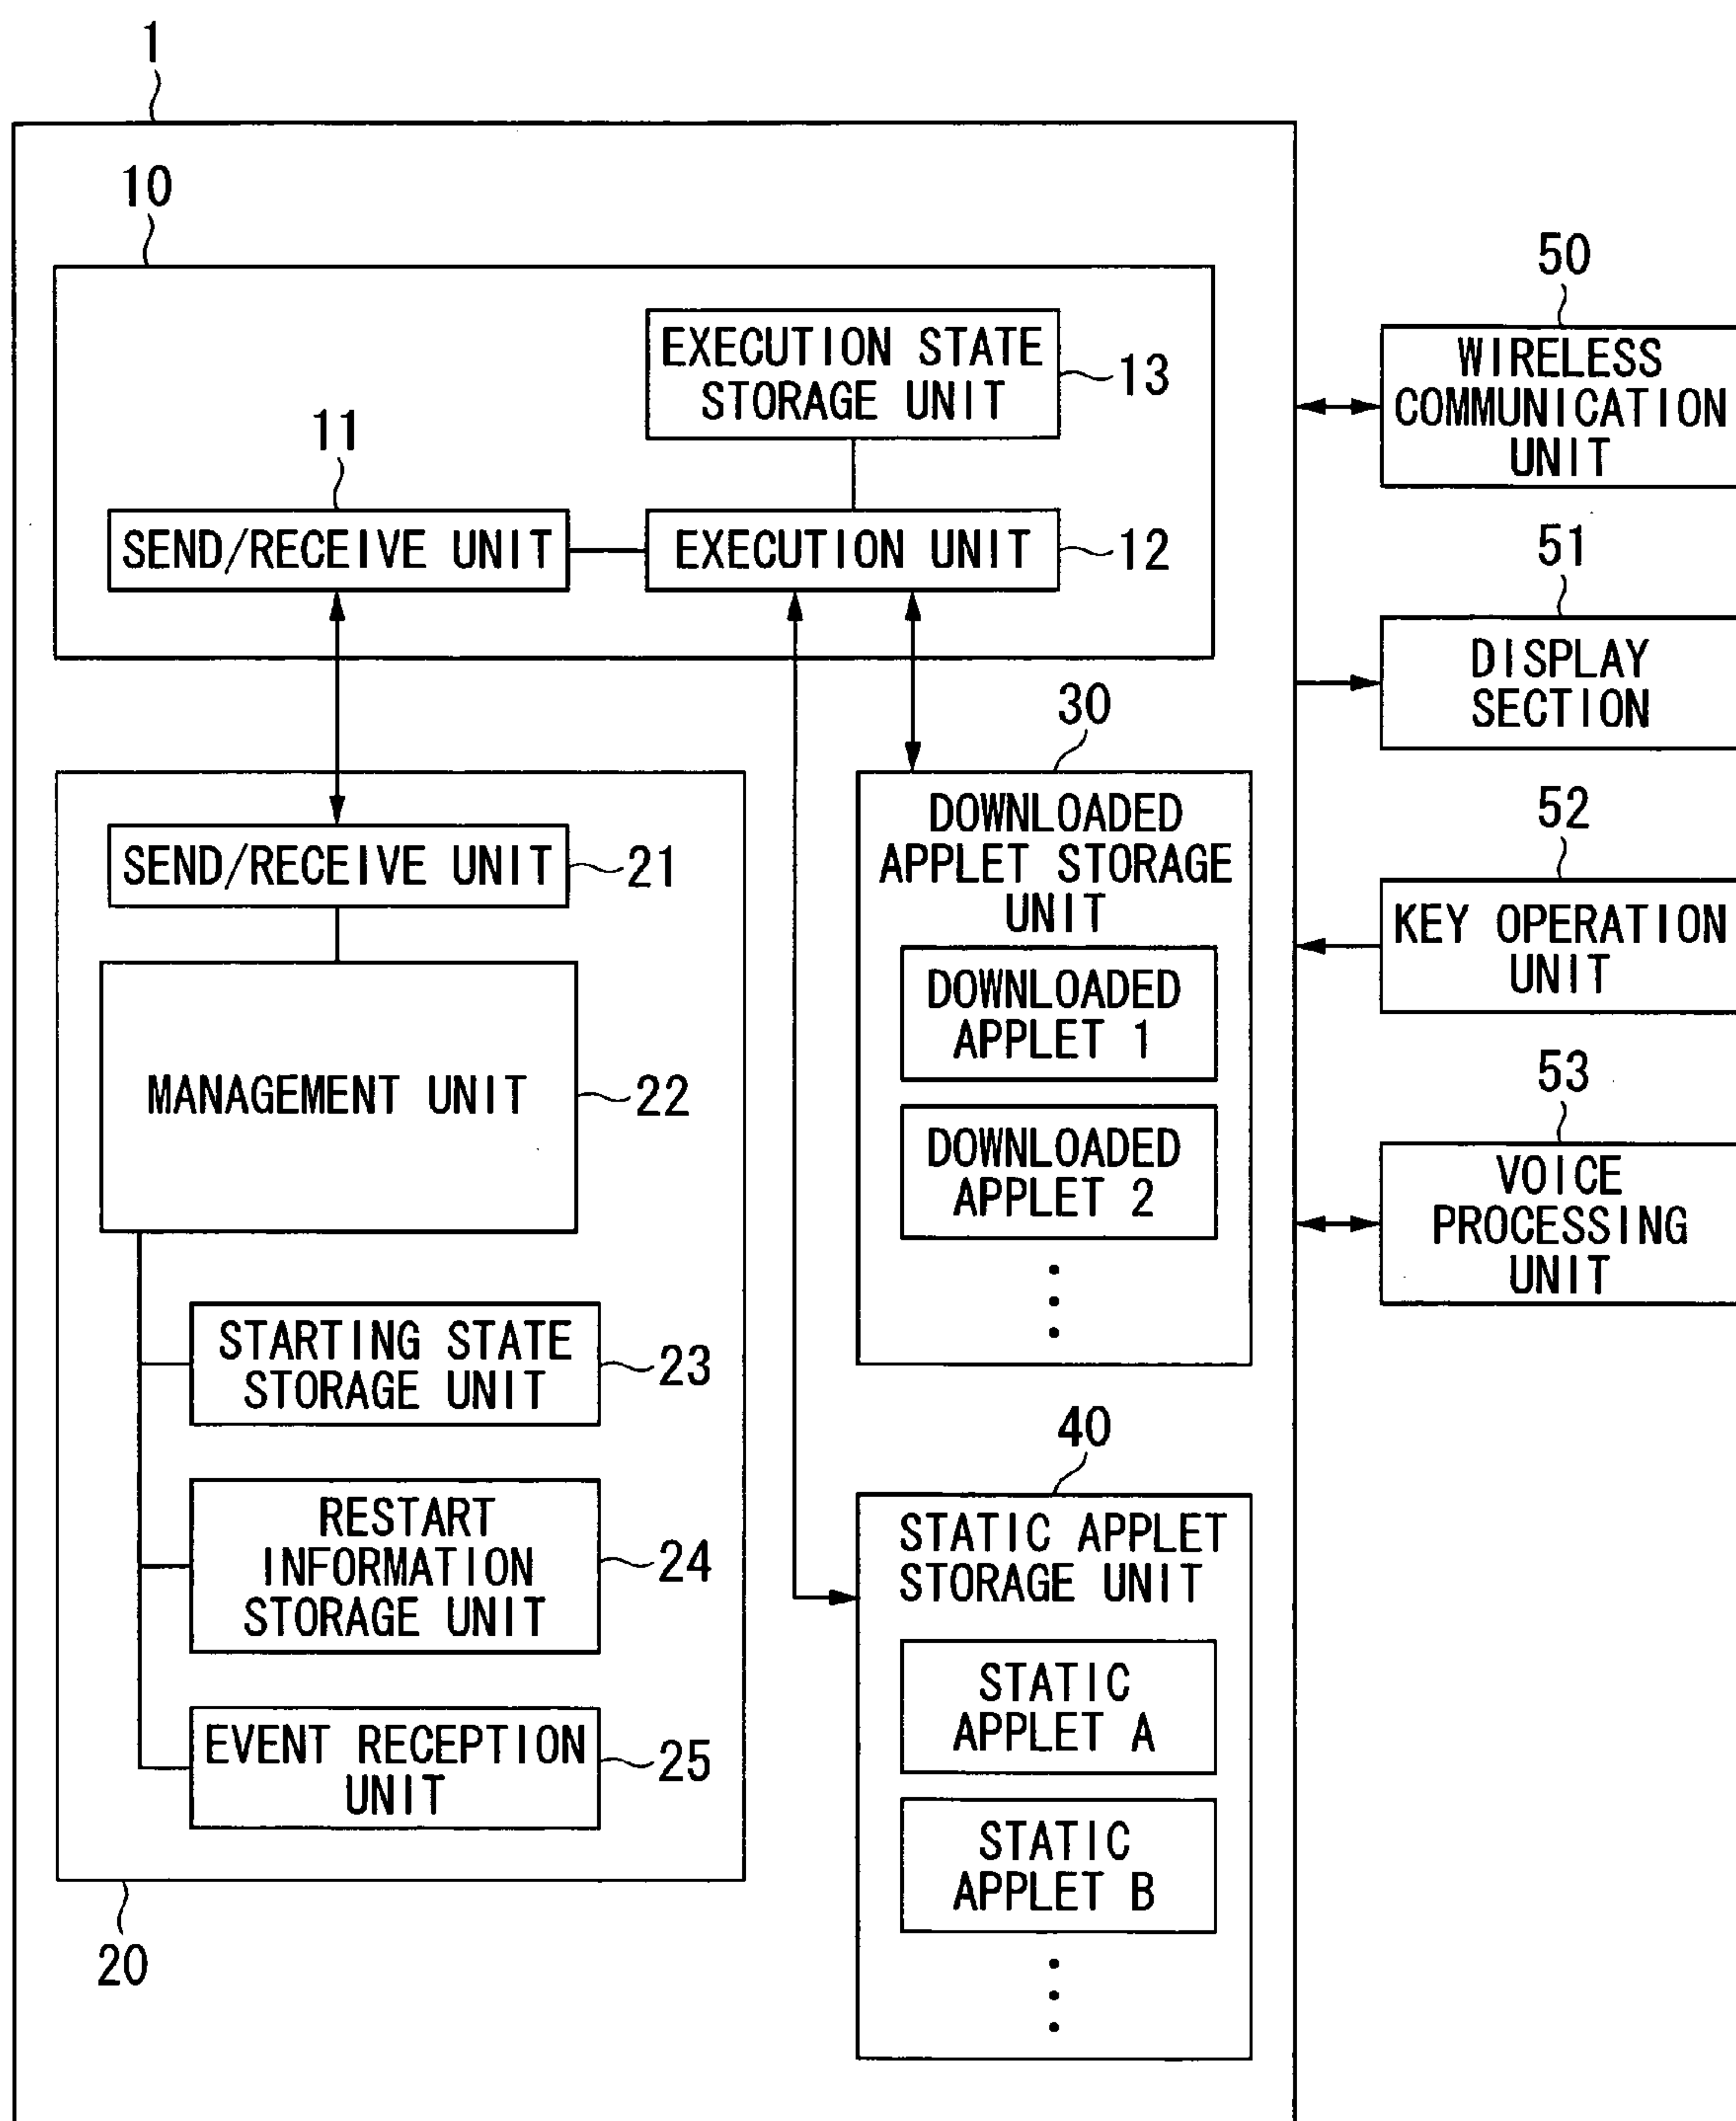 1
10
EXECUTION STATE
STORAGE UNIT
13
11
SEND/RECEIVE UNIT
EXECUTION UNIT
12
SEND/RECEIVE UNIT
21
MANAGEMENT UNIT
22
STARTING STATE
STORAGE UNIT
23
RESTART
INFORMATION
STORAGE UNIT
24
EVENT RECEPTION
UNIT
25
20
30
DOWNLOADED
APPLET STORAGE
UNIT
DOWNLOADED
APPLET 1
DOWNLOADED
APPLET 2
40
STATIC APPLET
STORAGE UNIT
STATIC
APPLET A
STATIC
APPLET B
50
WIRELESS
COMMUNICATION
UNIT
51
DISPLAY
SECTION
52
KEY OPERATION
UNIT
53
VOICE
PROCESSING
UNIT